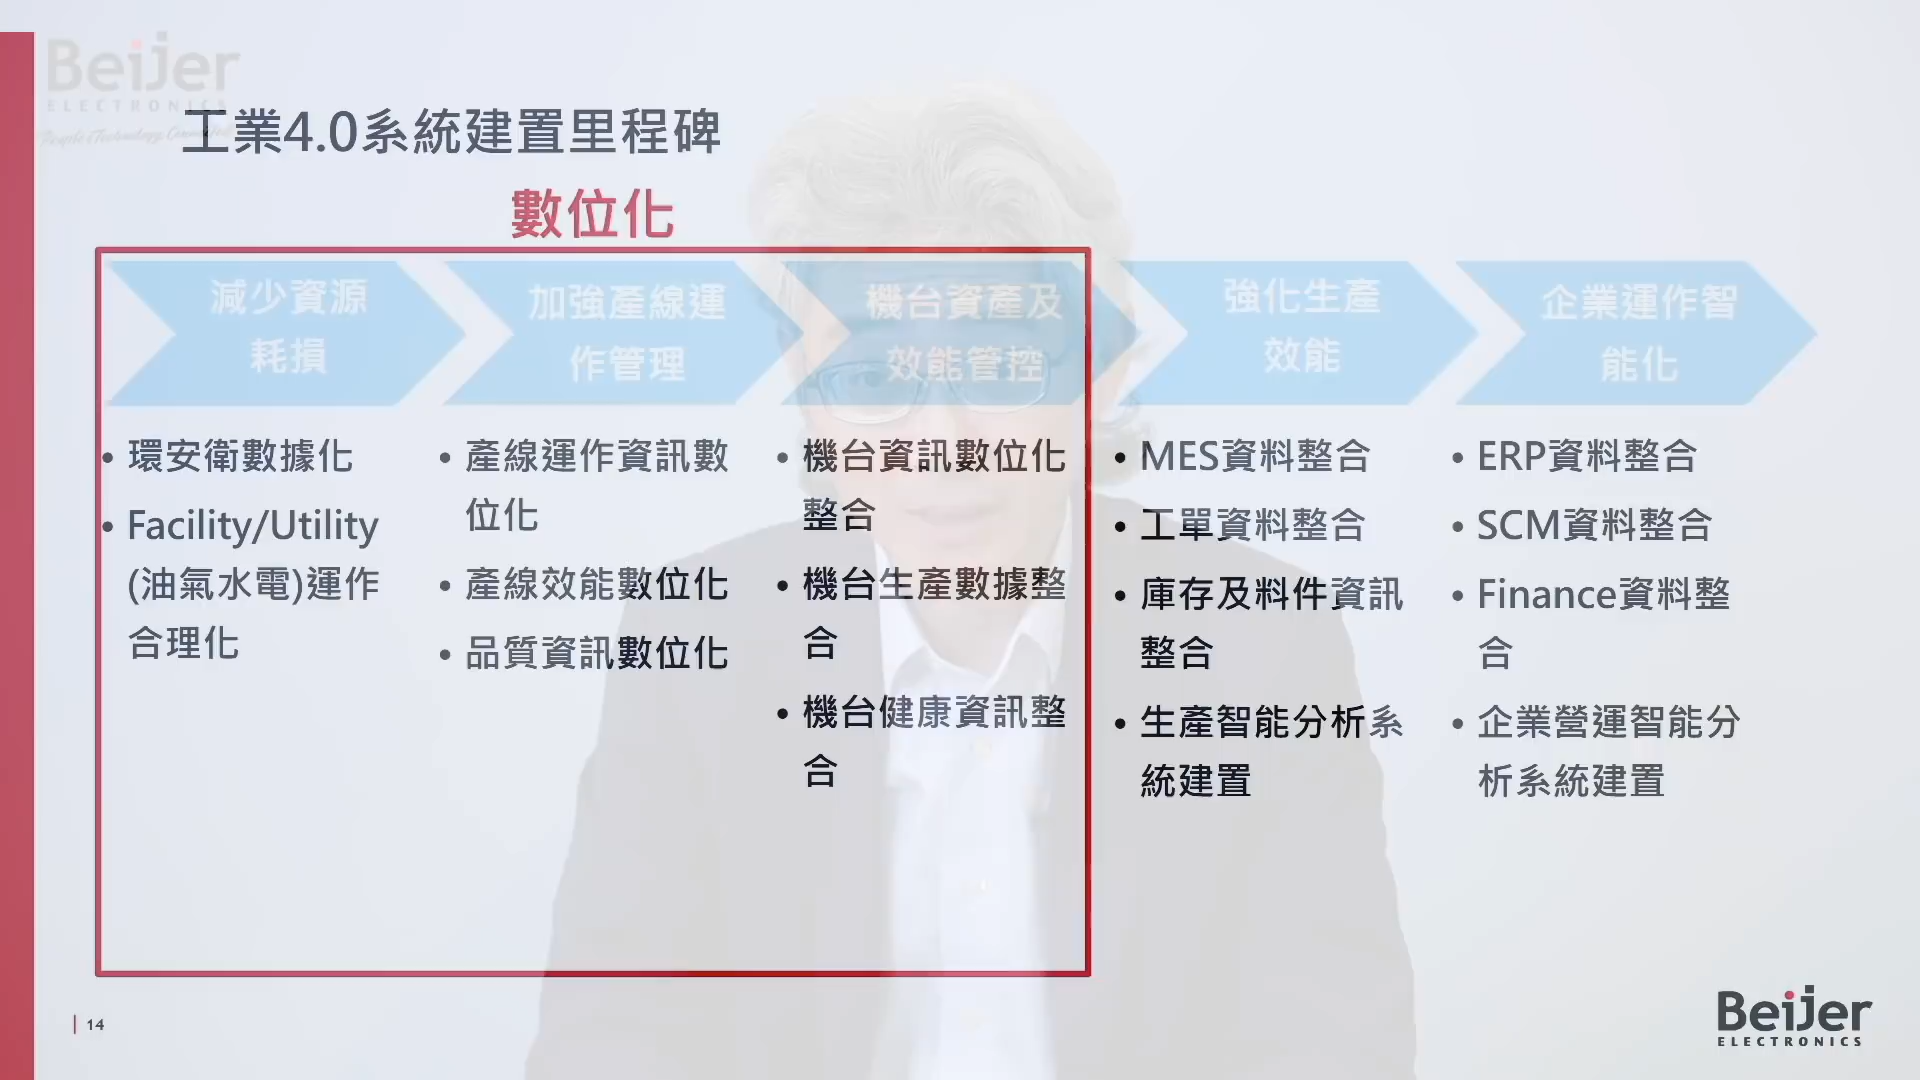 Beijer
ELECTRONICS
工業4.0系統建置里程碑
數位化
減少資源
耗損
加強產線運
作管理
機台資產及
效能管控
強化生產
效能
企業運作智
能化
• 環安衛數據化
• Facility/Utility
(油氣水電)運作
合理化
• 產線運作資訊數
位化
• 產線效能數位化
• 品質資訊數位化
• 機台資訊數位化
整合
• 機台生產數據整
合
• 機台健康資訊整
合
• MES資料整合
• 工單資料整合
• 庫存及料件資訊
整合
• 生產智能分析系
統建置
• ERP資料整合
• SCM資料整合
• Finance資料整
合
• 企業營運智能分
析系統建置
14
Beijer
ELECTRONICS